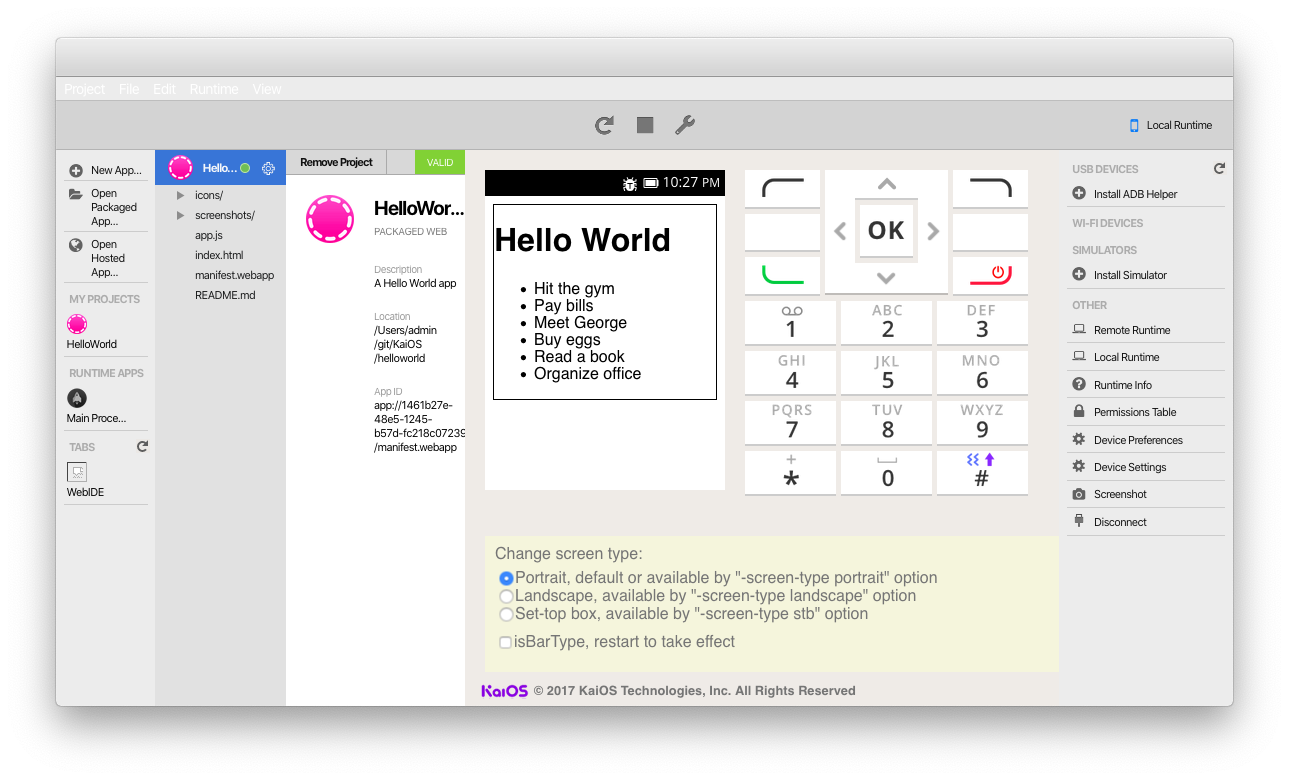 Project File Edit Runtime View
Local Runtime
New App...
Open
Packaged
App...
Open
Hosted
App...
MY PROJECTS
HelloWorld
RUNTIME APPS
Main Proce...
TABS
WebIDE
Hello...
icons/
screenshots/
app.js
index.html
manifest.webapp
README.md
Remove Project
VALID
HelloWor...
PACKAGED WEB
Description
A Hello World app
Location
/Users/admin
/git/KaiOS
/helloworld
App ID
app://1461b27e-
48e5-1245-
b57d-fc218c07239
/manifest.webapp
10:27 PM
Hello World
• Hit the gym
• Pay bills
• Meet George
• Buy eggs
• Read a book
• Organize office
OK
1
ABC
2
DEF
3
GHI
4
JKL
5
MNO
6
PQRS
7
TUV
8
WXYZ
9
+
*
0
#
Change screen type:
Portrait, default or available by "-screen-type portrait" option
Landscape, available by "-screen-type landscape" option
Set-top box, available by "-screen-type stb" option
isBarType, restart to take effect
KaiOS © 2017 KaiOS Technologies, Inc. All Rights Reserved
USB DEVICES
Install ADB Helper
WI-FI DEVICES
SIMULATORS
Install Simulator
OTHER
Remote Runtime
Local Runtime
Runtime Info
Permissions Table
Device Preferences
Device Settings
Screenshot
Disconnect